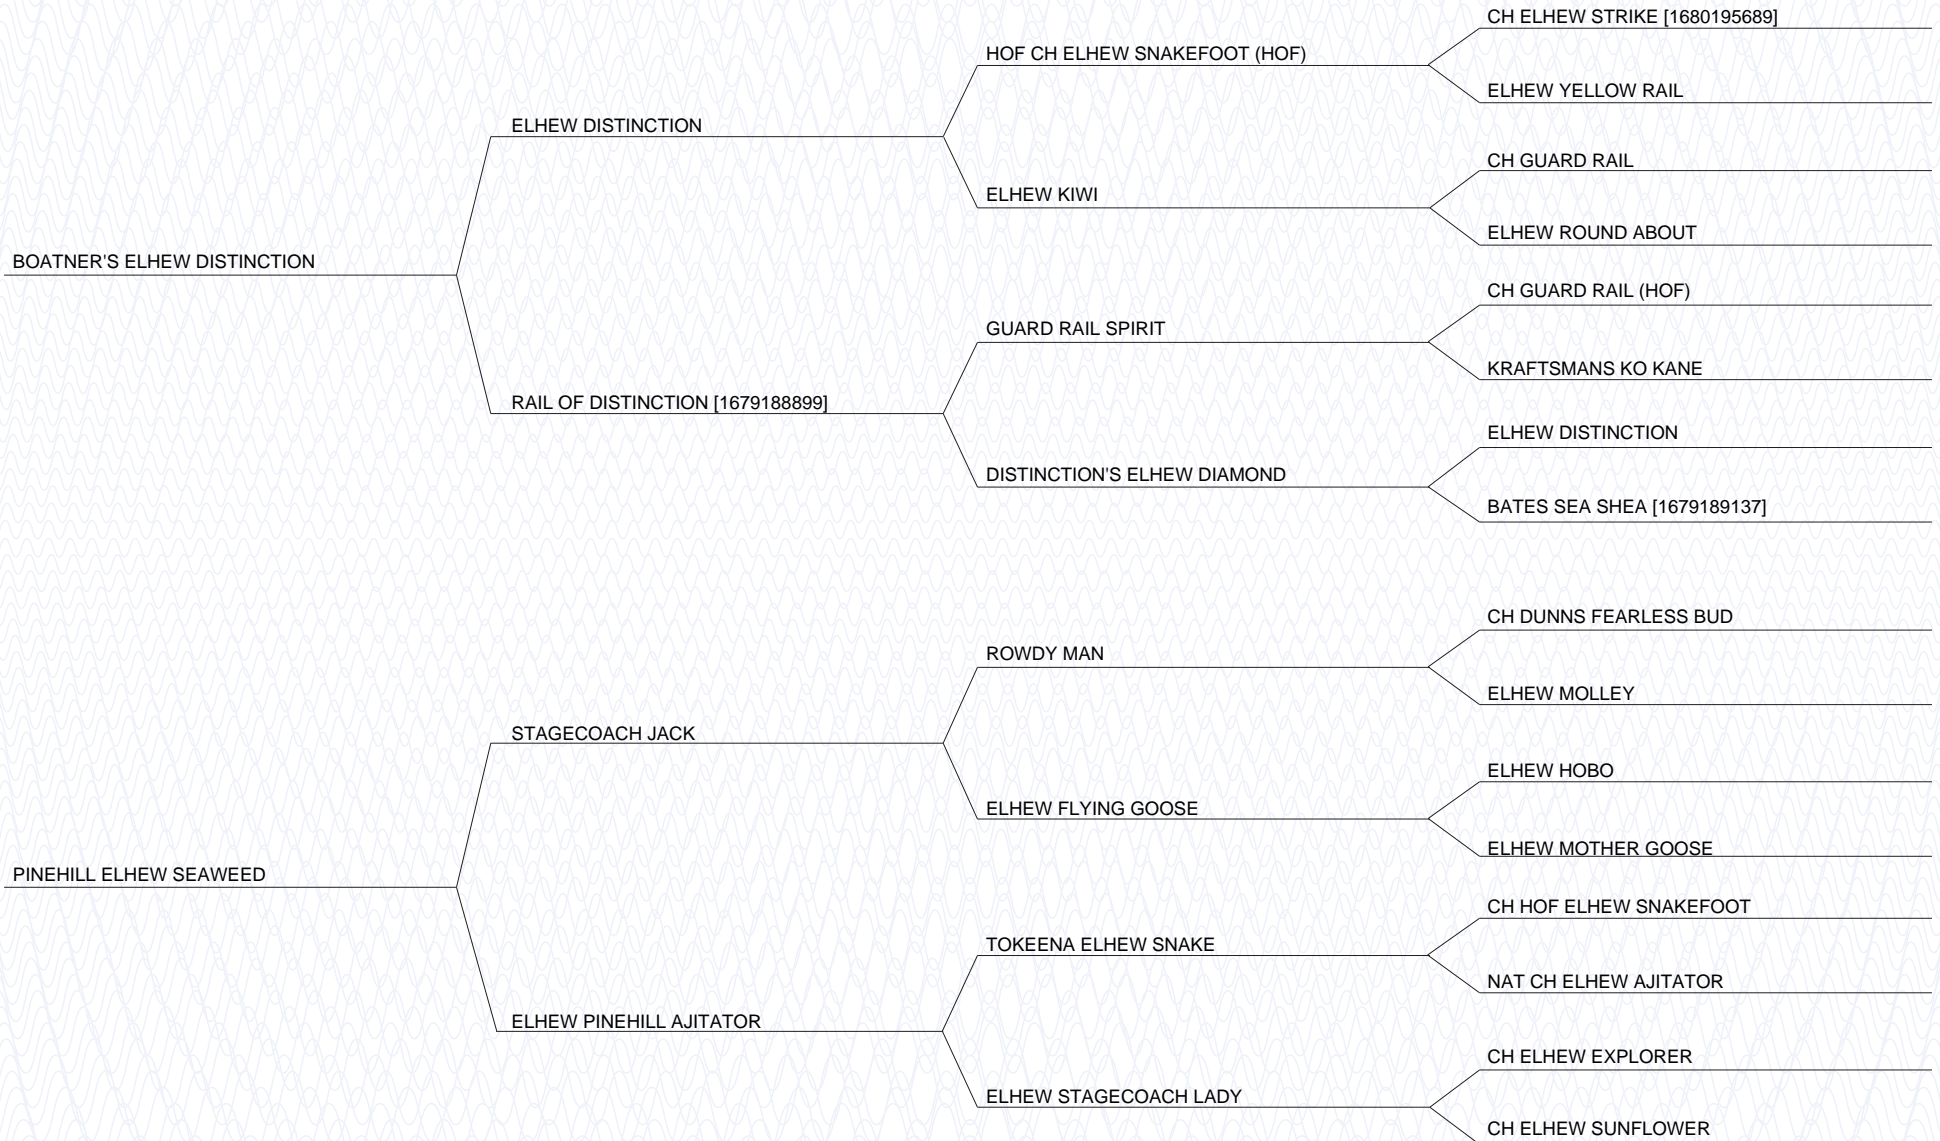 CH ELHEW STRIKE [1680195689]
HOF CH ELHEW SNAKEFOOT (HOF)
ELHEW YELLOW RAIL
ELHEW DISTINCTION
CH GUARD RAIL
ELHEW KIWI
ELHEW ROUND ABOUT
BOATNER'S ELHEW DISTINCTION
CH GUARD RAIL (HOF)
GUARD RAIL SPIRIT
KRAFTSMANS KO KANE
RAIL OF DISTINCTION [1679188899]
ELHEW DISTINCTION
DISTINCTION'S ELHEW DIAMOND
BATES SEA SHEA [1679189137]
CH DUNNS FEARLESS BUD
ROWDY MAN
ELHEW MOLLEY
STAGECOACH JACK
ELHEW HOBO
ELHEW FLYING GOOSE
ELHEW MOTHER GOOSE
PINEHILL ELHEW SEAWEED
CH HOF ELHEW SNAKEFOOT
TOKEENA ELHEW SNAKE
NAT CH ELHEW AJITATOR
ELHEW PINEHILL AJITATOR
CH ELHEW EXPLORER
ELHEW STAGECOACH LADY
CH ELHEW SUNFLOWER